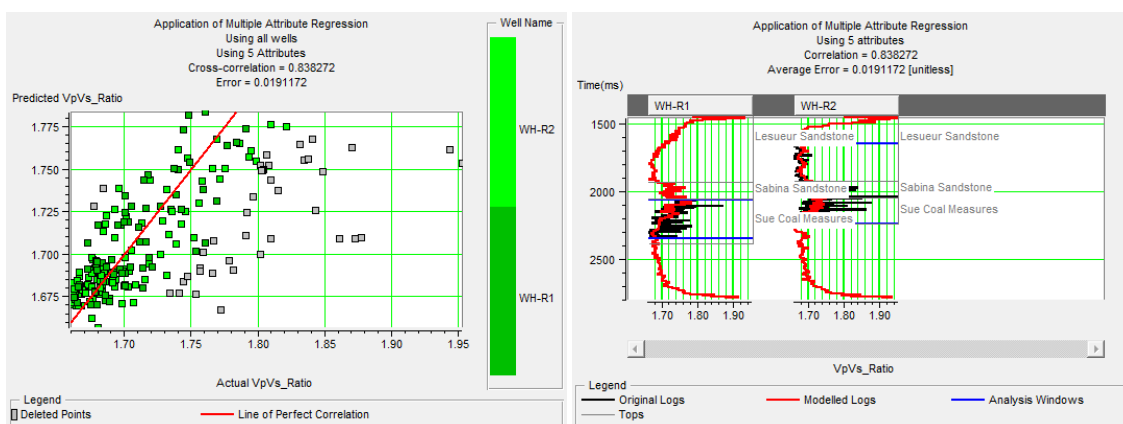 Application of Multiple Attribute Regression
Using all wells
Using 5 Attributes
Cross-correlation = 0.838272
Error = 0.0191172
Predicted VpVs_Ratio
1.775
1.750
1.725
1.700
1.675
1.70 1.75 1.80 1.85 1.90 1.95
Actual VpVs_Ratio
Legend
Deleted Points Line of Perfect Correlation
Well Name
WH-R2
WH-R1
Application of Multiple Attribute Regression
Using 5 attributes
Correlation = 0.838272
Average Error = 0.0191172 [unitless]
Time(ms)
WH-R1 WH-R2
1500
Lesueur Sandstone Lesueur Sandstone
2000
Sabina Sandstone Sabina Sandstone
Sue Coal Measures
Sue Coal Measures
2500
1.70 1.80 1.90 1.70 1.80 1.90
VpVs_Ratio
Legend
Original Logs Modelled Logs Analysis Windows
Tops